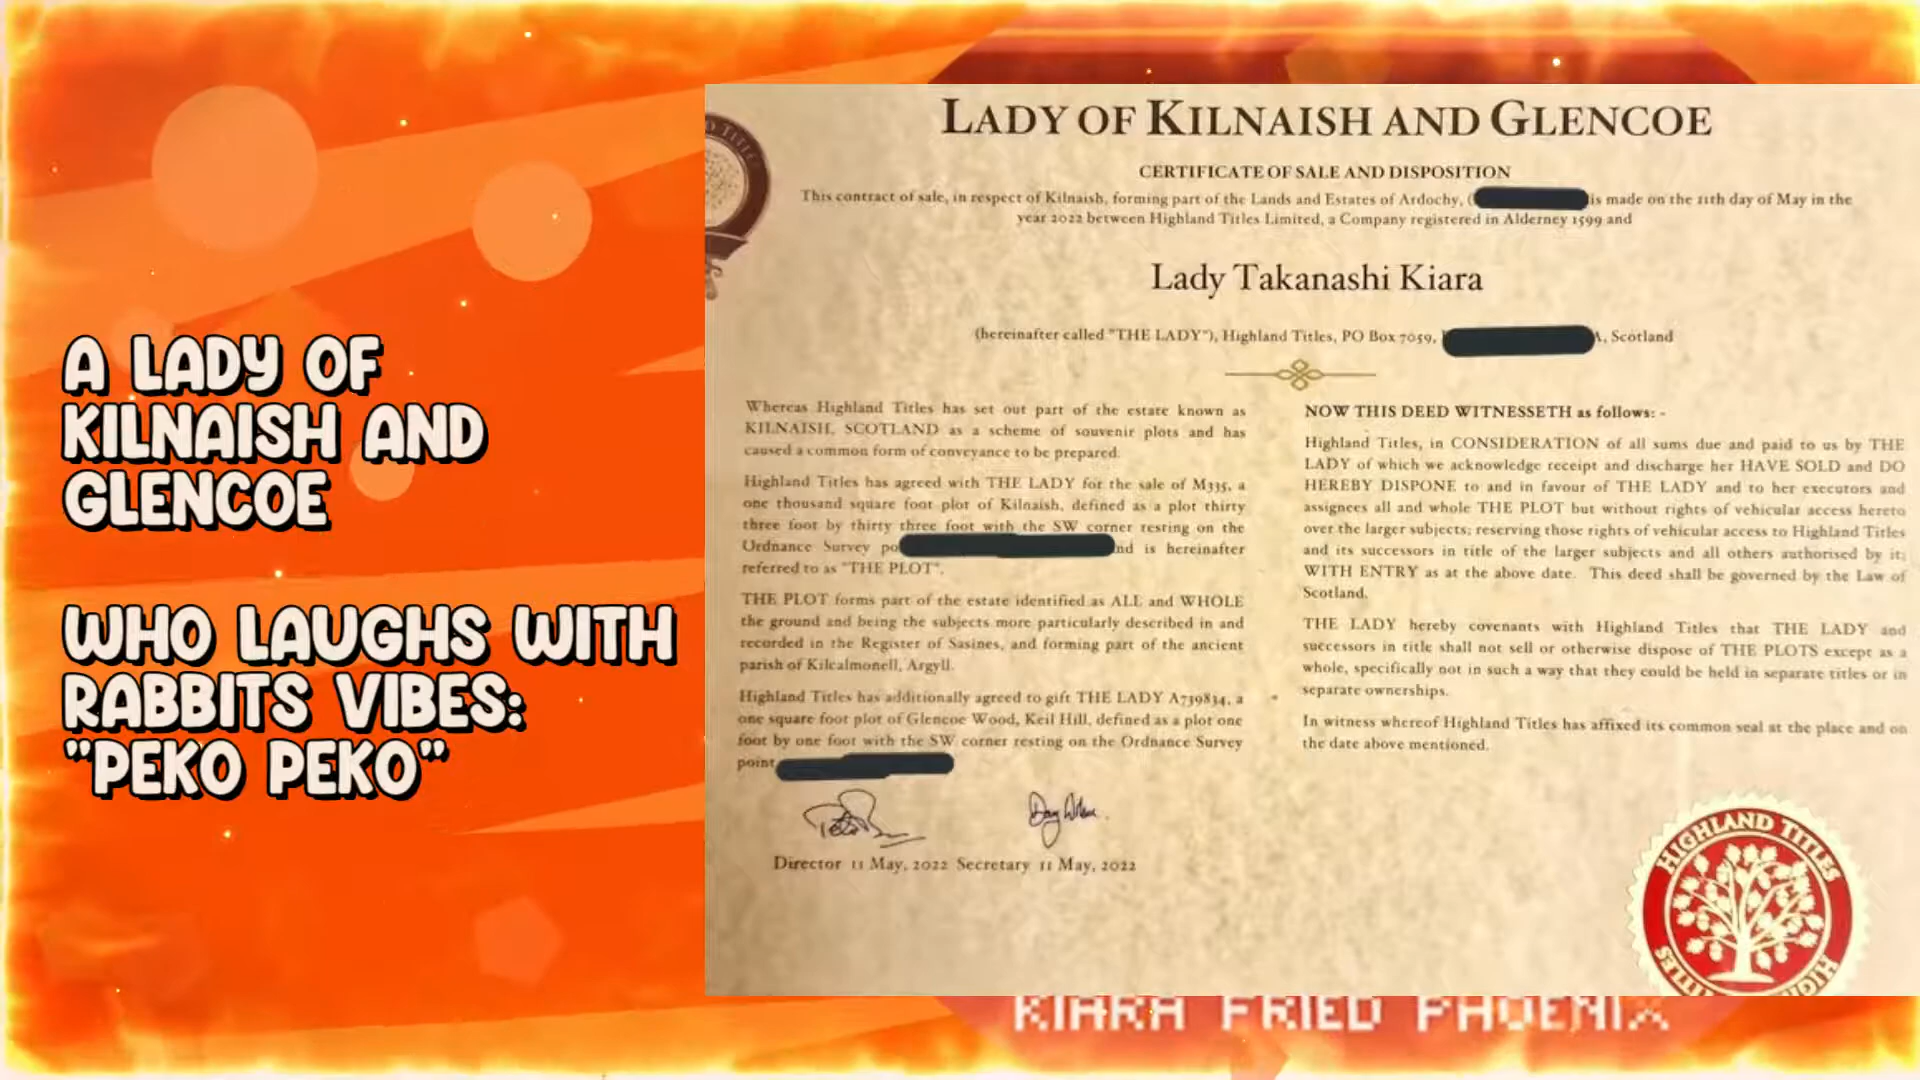 A LADY OF
KILNAISH AND
GLENCOE
WHO LAUGHS WITH
RABBITS VIBES:
"PEKO PEKO"
LADY OF KILNAISH AND GLENCOE
CERTIFICATE OF SALE AND DISPOSITION
This contract of sale, in respect of Kilnaish, forming part of the Lands and Estates of Ardochy, ( is made on the 11th day of May in the
year 2022 between Highland Titles Limited, a Company registered in Alderney 1599 and
Lady Takanashi Kiara
(hereinafter called "THE LADY"), Highland Titles, PO Box 7059, A, Scotland
Whereas Highland Titles has set out part of the estate known as
KILNAISH, SCOTLAND as a scheme of souvenir plots and has
caused a common form of conveyance to be prepared.
Highland Titles has agreed with THE LADY for the sale of M335, a
one thousand square foot plot of Kilnaish, defined as a plot thirty
three foot by thirty three foot with the SW corner resting on the
Ordnance Survey po nd is hereinafter
referred to as "THE PLOT".
THE PLOT forms part of the estate identified as ALL and WHOLE
the ground and being the subjects more particularly described in and
recorded in the Register of Sasines, and forming part of the ancient
parish of Kilcalmonell, Argyll.
Highland Titles has additionally agreed to gift THE LADY A739834, a
one square foot plot of Glencoe Wood, Keil Hill, defined as a plot one
foot by one foot with the SW corner resting on the Ordnance Survey
point
Director 11 May, 2022 Secretary 11 May, 2022
NOW THIS DEED WITNESSETH as follows: -
Highland Titles, in CONSIDERATION of all sums due and paid to us by THE
LADY of which we acknowledge receipt and discharge her HAVE SOLD and DO
HEREBY DISPONE to and in favour of THE LADY and to her executors and
assignees all and whole THE PLOT but without rights of vehicular access hereto
over the larger subjects; reserving those rights of vehicular access to Highland Titles
and its successors in title of the larger subjects and all others authorised by it;
WITH ENTRY as at the above date. This deed shall be governed by the Law of
Scotland.
THE LADY hereby covenants with Highland Titles that THE LADY and
successors in title shall not sell or otherwise dispose of THE PLOTS except as a
whole, specifically not in such a way that they could be held in separate titles or in
separate ownerships.
In witness whereof Highland Titles has affixed its common seal at the place and on
the date above mentioned.
HIGHLAND TITLES
KIARA FRIED PHOENIX